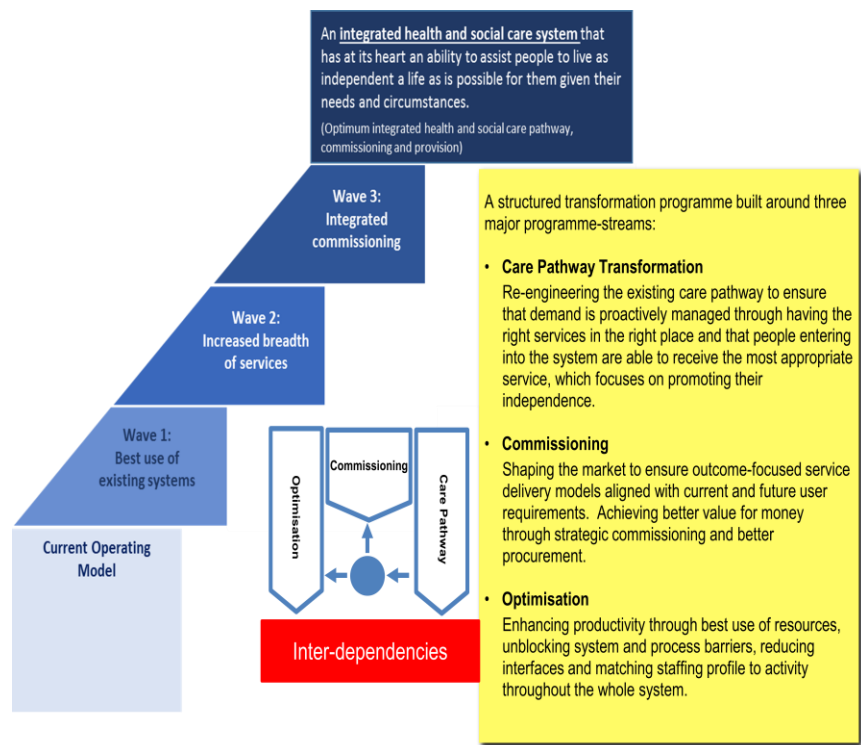 An integrated health and social care system that
has at its heart an ability to assist people to live as
independent a life as is possible for them given their
needs and circumstances.
(Optimum integrated health and social care pathway,
commissioning and provision)
Wave 3:
Integrated
commissioning
Wave 2:
Increased breadth
of services
Wave 1:
Best use of
existing systems
Current Operating
Model
Optimisation
Commissioning
Care Pathway
Inter-dependencies
A structured transformation programme built around three
major programme-streams:
• Care Pathway Transformation
Re-engineering the existing care pathway to ensure
that demand is proactively managed through having the
right services in the right place and that people entering
into the system are able to receive the most appropriate
service, which focuses on promoting their
independence.
• Commissioning
Shaping the market to ensure outcome-focused service
delivery models aligned with current and future user
requirements.  Achieving better value for money
through strategic commissioning and better
procurement.
• Optimisation
Enhancing productivity through best use of resources,
unblocking system and process barriers, reducing
interfaces and matching staffing profile to activity
throughout the whole system.